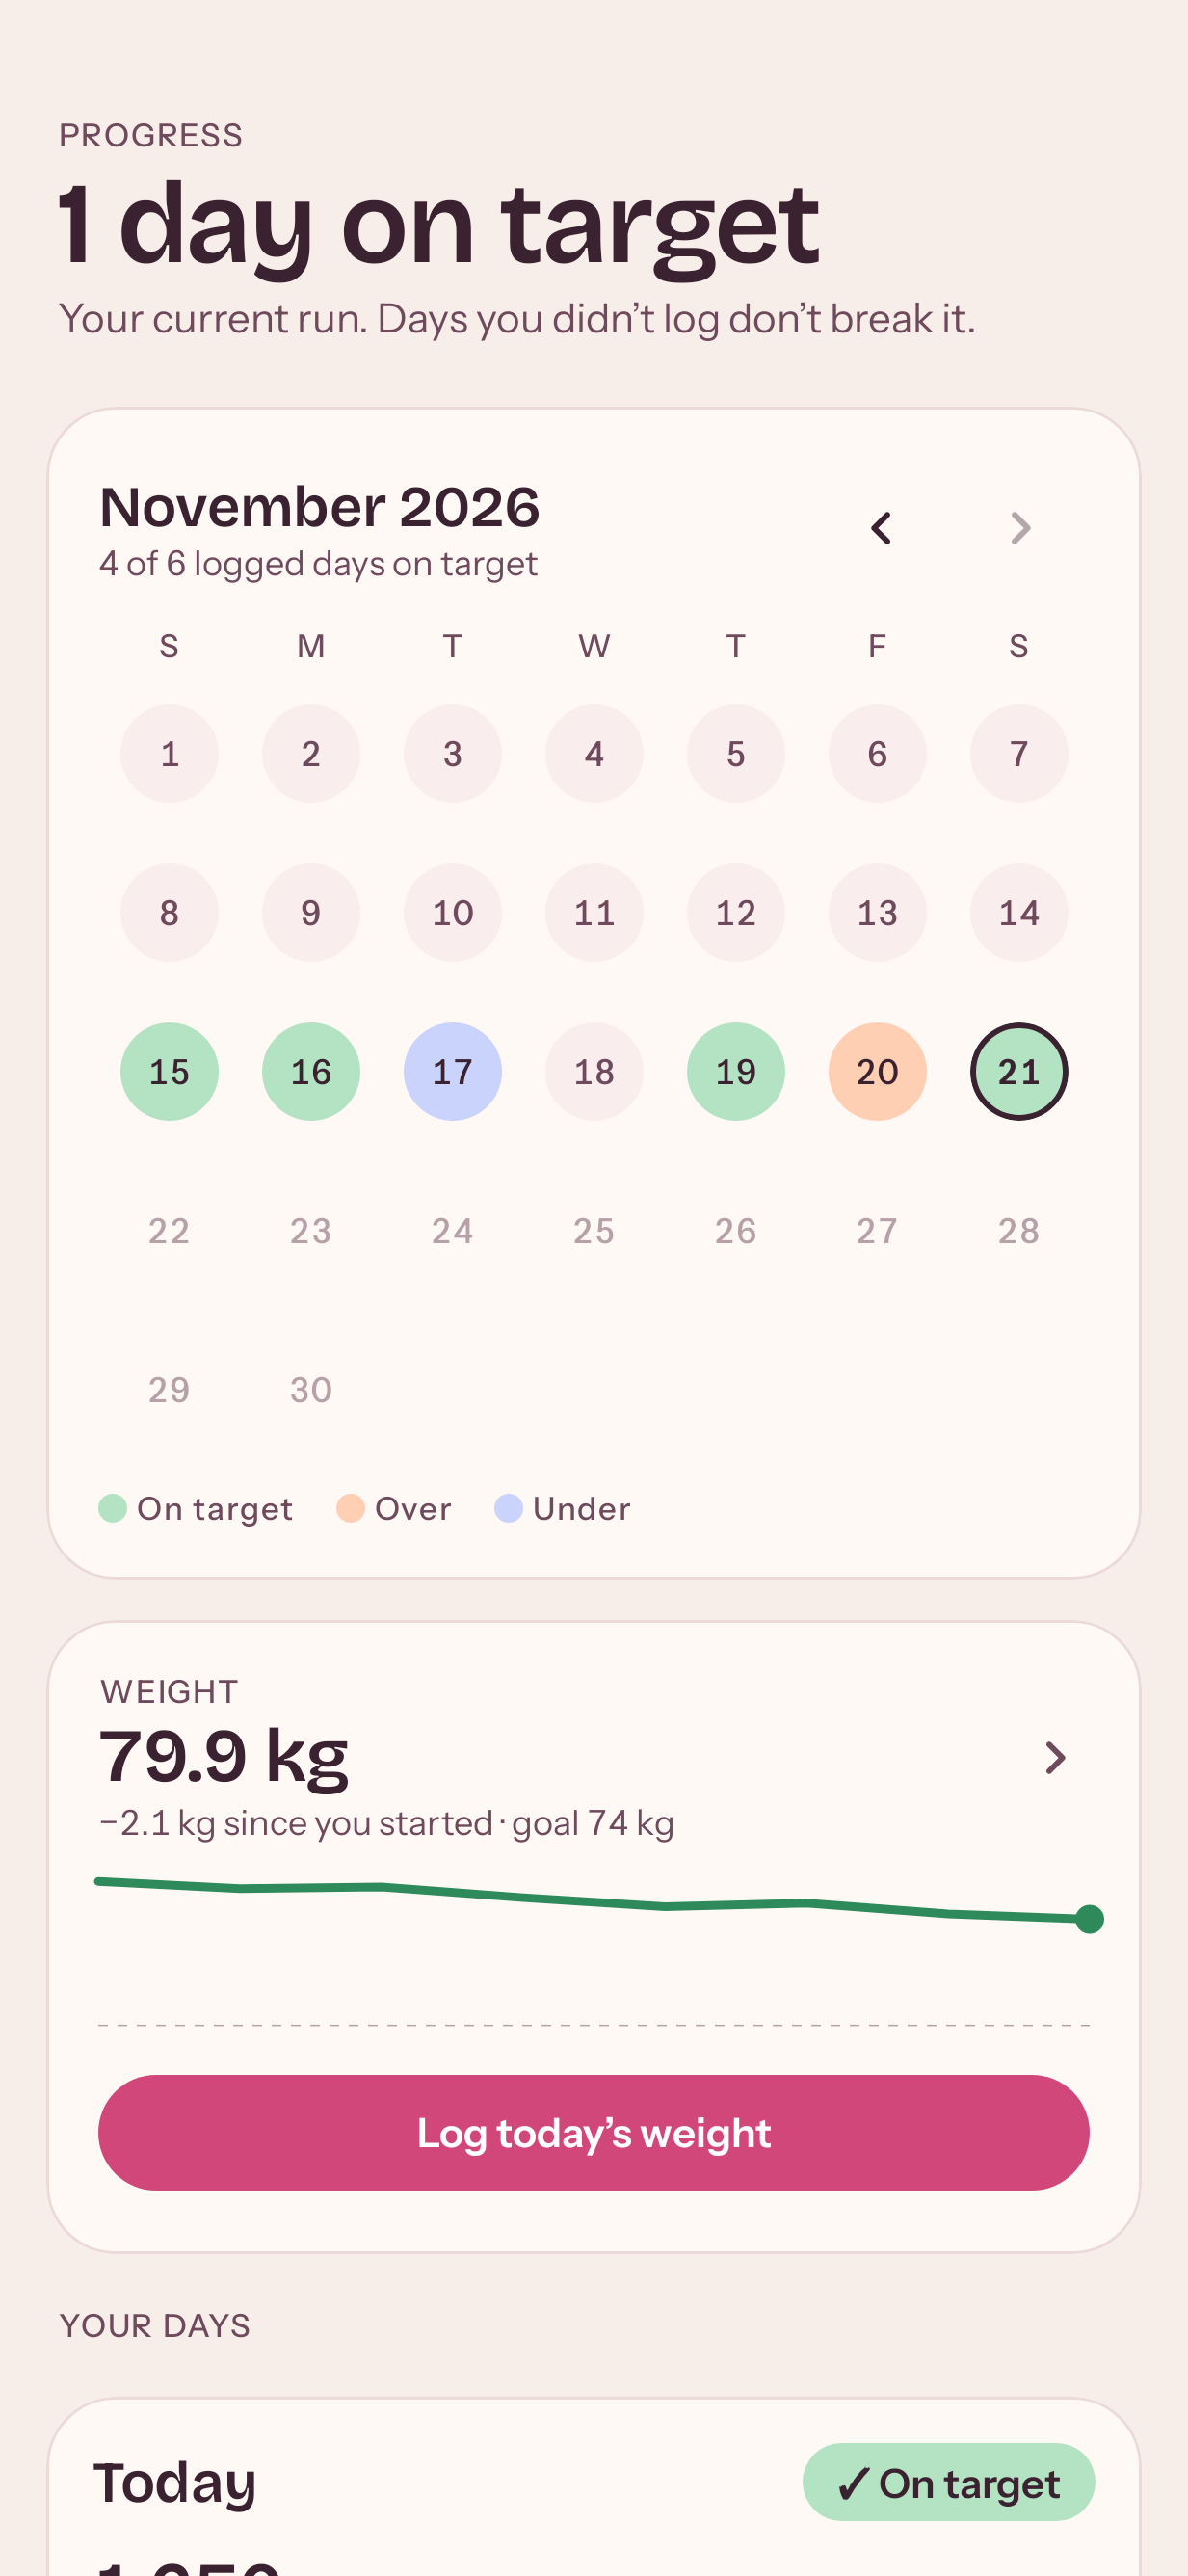 PROGRESS
1 day on target
Your current run. Days you didn’t log don’t break it.
November 2026
4 of 6 logged days on target
S M T W T F S
1 2 3 4 5 6 7
8 9 10 11 12 13 14
15 16 17 18 19 20 21
22 23 24 25 26 27 28
29 30
On target Over Under
WEIGHT
79.9 kg
−2.1 kg since you started · goal 74 kg
Log today’s weight
YOUR DAYS
Today ✓ On target